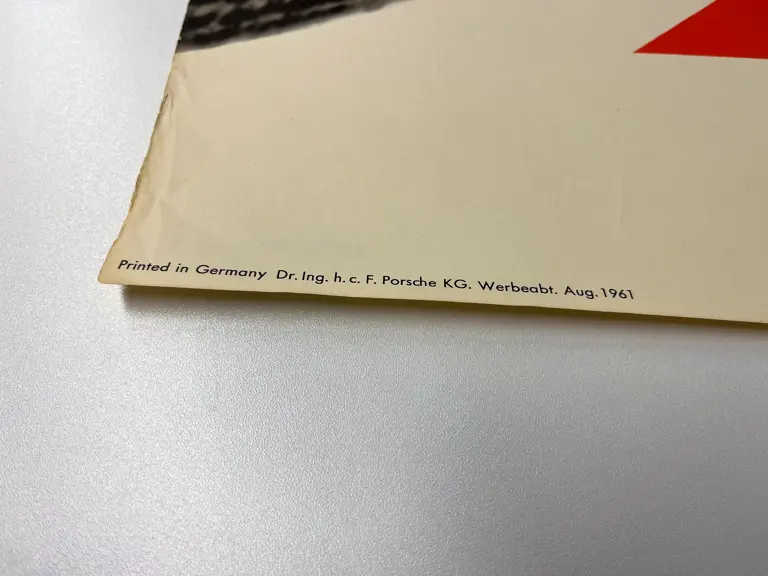 Printed in Germany Dr. Ing. h. c. F. Porsche KG. Werbeabt. Aug. 1961